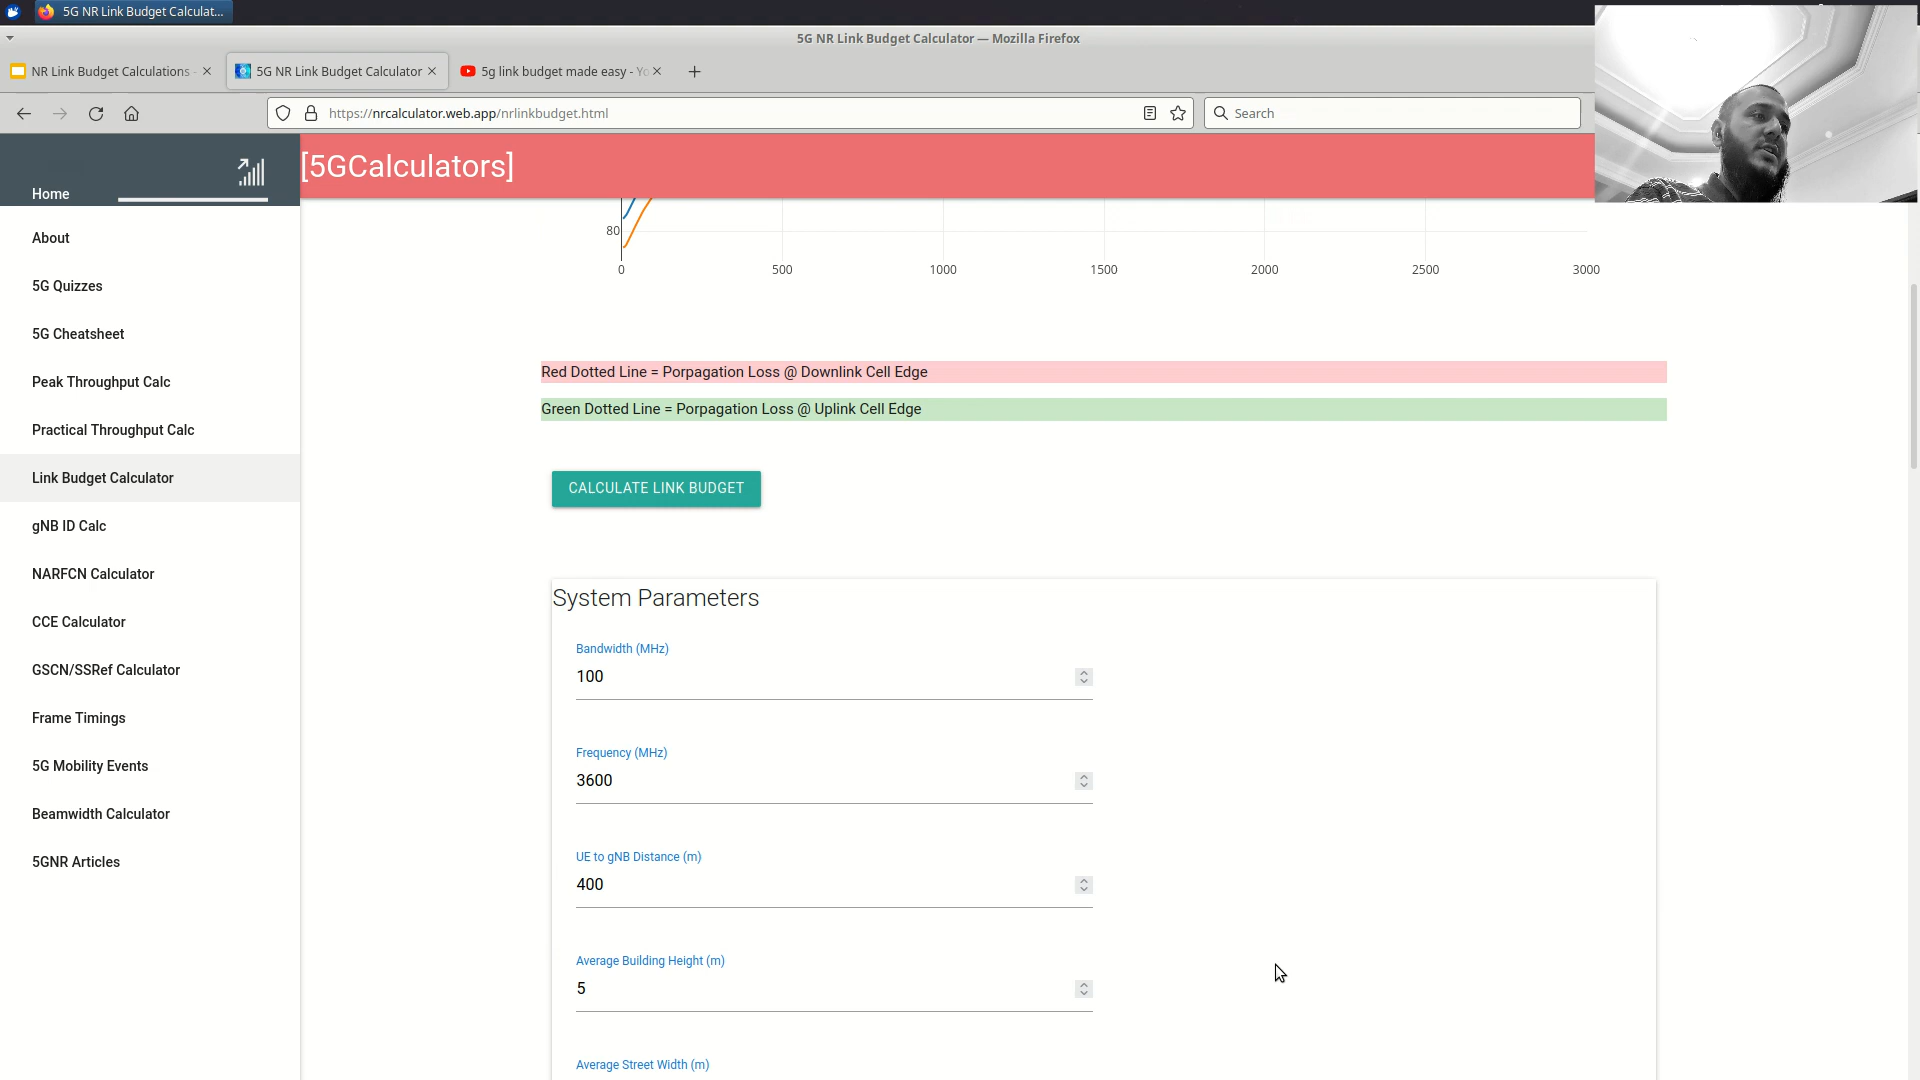 5G NR Link Budget Calculat...
5G NR Link Budget Calculator — Mozilla Firefox
NR Link Budget Calculations -
5G NR Link Budget Calculator
5g link budget made easy - Yo
https://nrcalculator.web.app/nrlinkbudget.html
Search
Home
[5GCalculators]
About
5G Quizzes
5G Cheatsheet
Peak Throughput Calc
Practical Throughput Calc
Link Budget Calculator
gNB ID Calc
NARFCN Calculator
CCE Calculator
GSCN/SSRef Calculator
Frame Timings
5G Mobility Events
Beamwidth Calculator
5GNR Articles
80
0 500 1000 1500 2000 2500 3000
Red Dotted Line = Porpagation Loss @ Downlink Cell Edge
Green Dotted Line = Porpagation Loss @ Uplink Cell Edge
CALCULATE LINK BUDGET
System Parameters
Bandwidth (MHz)
100
Frequency (MHz)
3600
UE to gNB Distance (m)
400
Average Building Height (m)
5
Average Street Width (m)